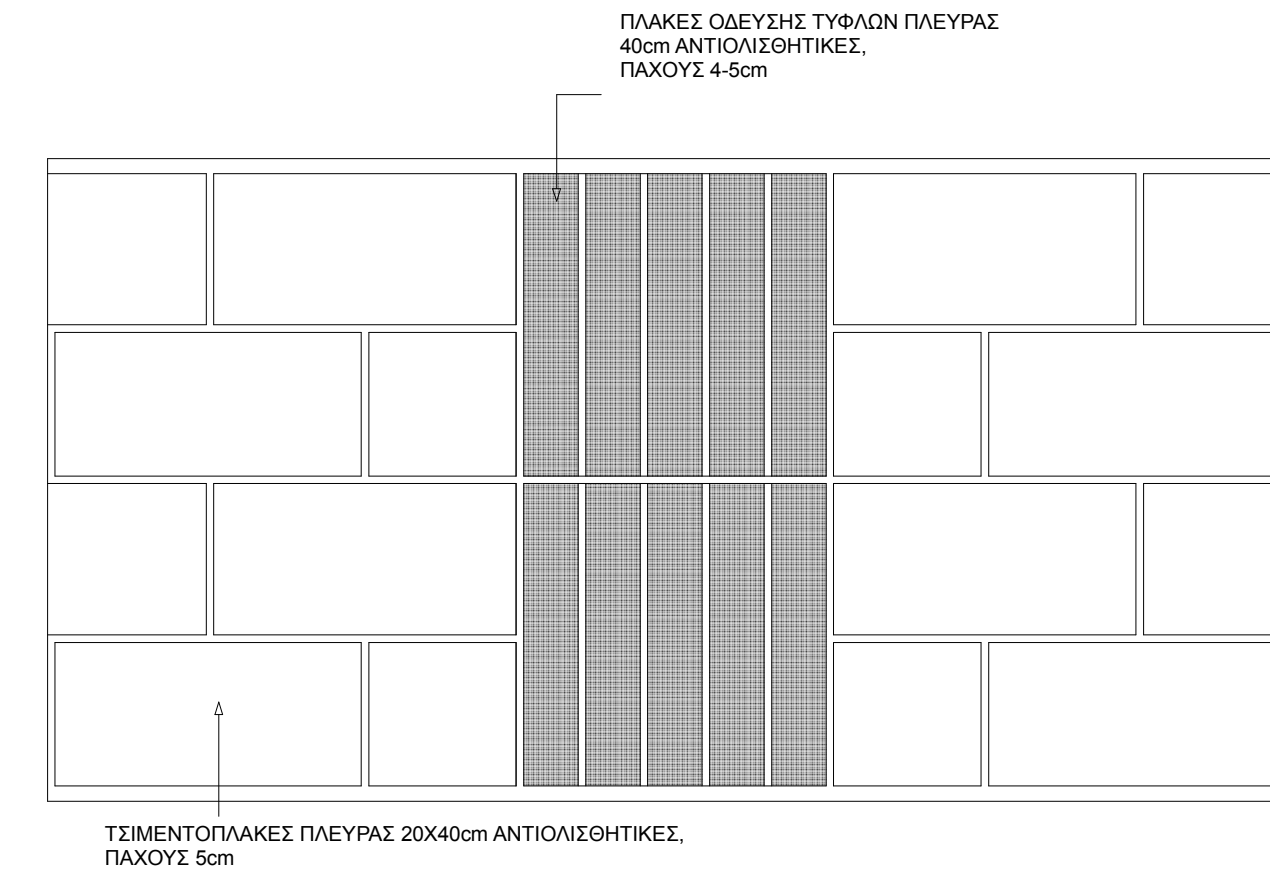 ΠΛΑΚΕΣ ΟΔΕΥΣΗΣ ΤΥΦΛΩΝ ΠΛΕΥΡΑΣ
40cm ΑΝΤΙΟΛΙΣΘΗΤΙΚΕΣ,
ΠΑΧΟΥΣ 4-5cm
ΤΣΙΜΕΝΤΟΠΛΑΚΕΣ ΠΛΕΥΡΑΣ 20Χ40cm ΑΝΤΙΟΛΙΣΘΗΤΙΚΕΣ,
ΠΑΧΟΥΣ 5cm